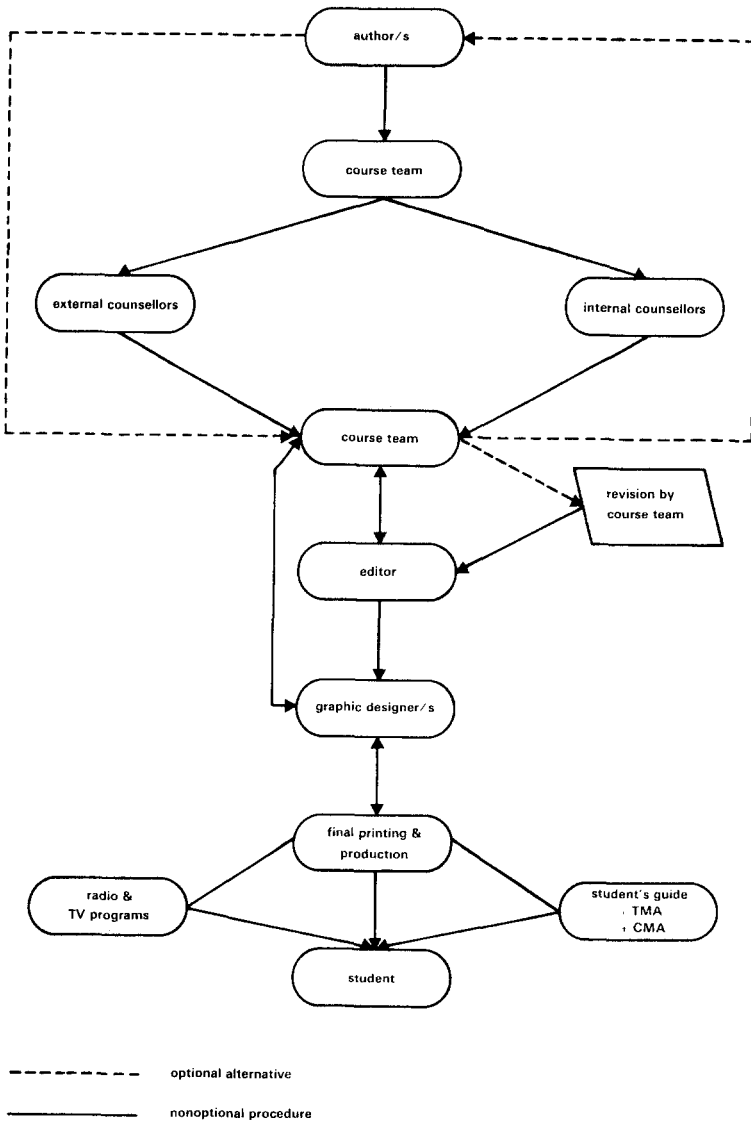 author/s
course team
external counsellors
internal counsellors
course team
revision by
course team
editor
graphic designer/s
final printing &
production
radio &
TV programs
student's guide
+ TMA
+ CMA
student
optional alternative
nonoptional procedure